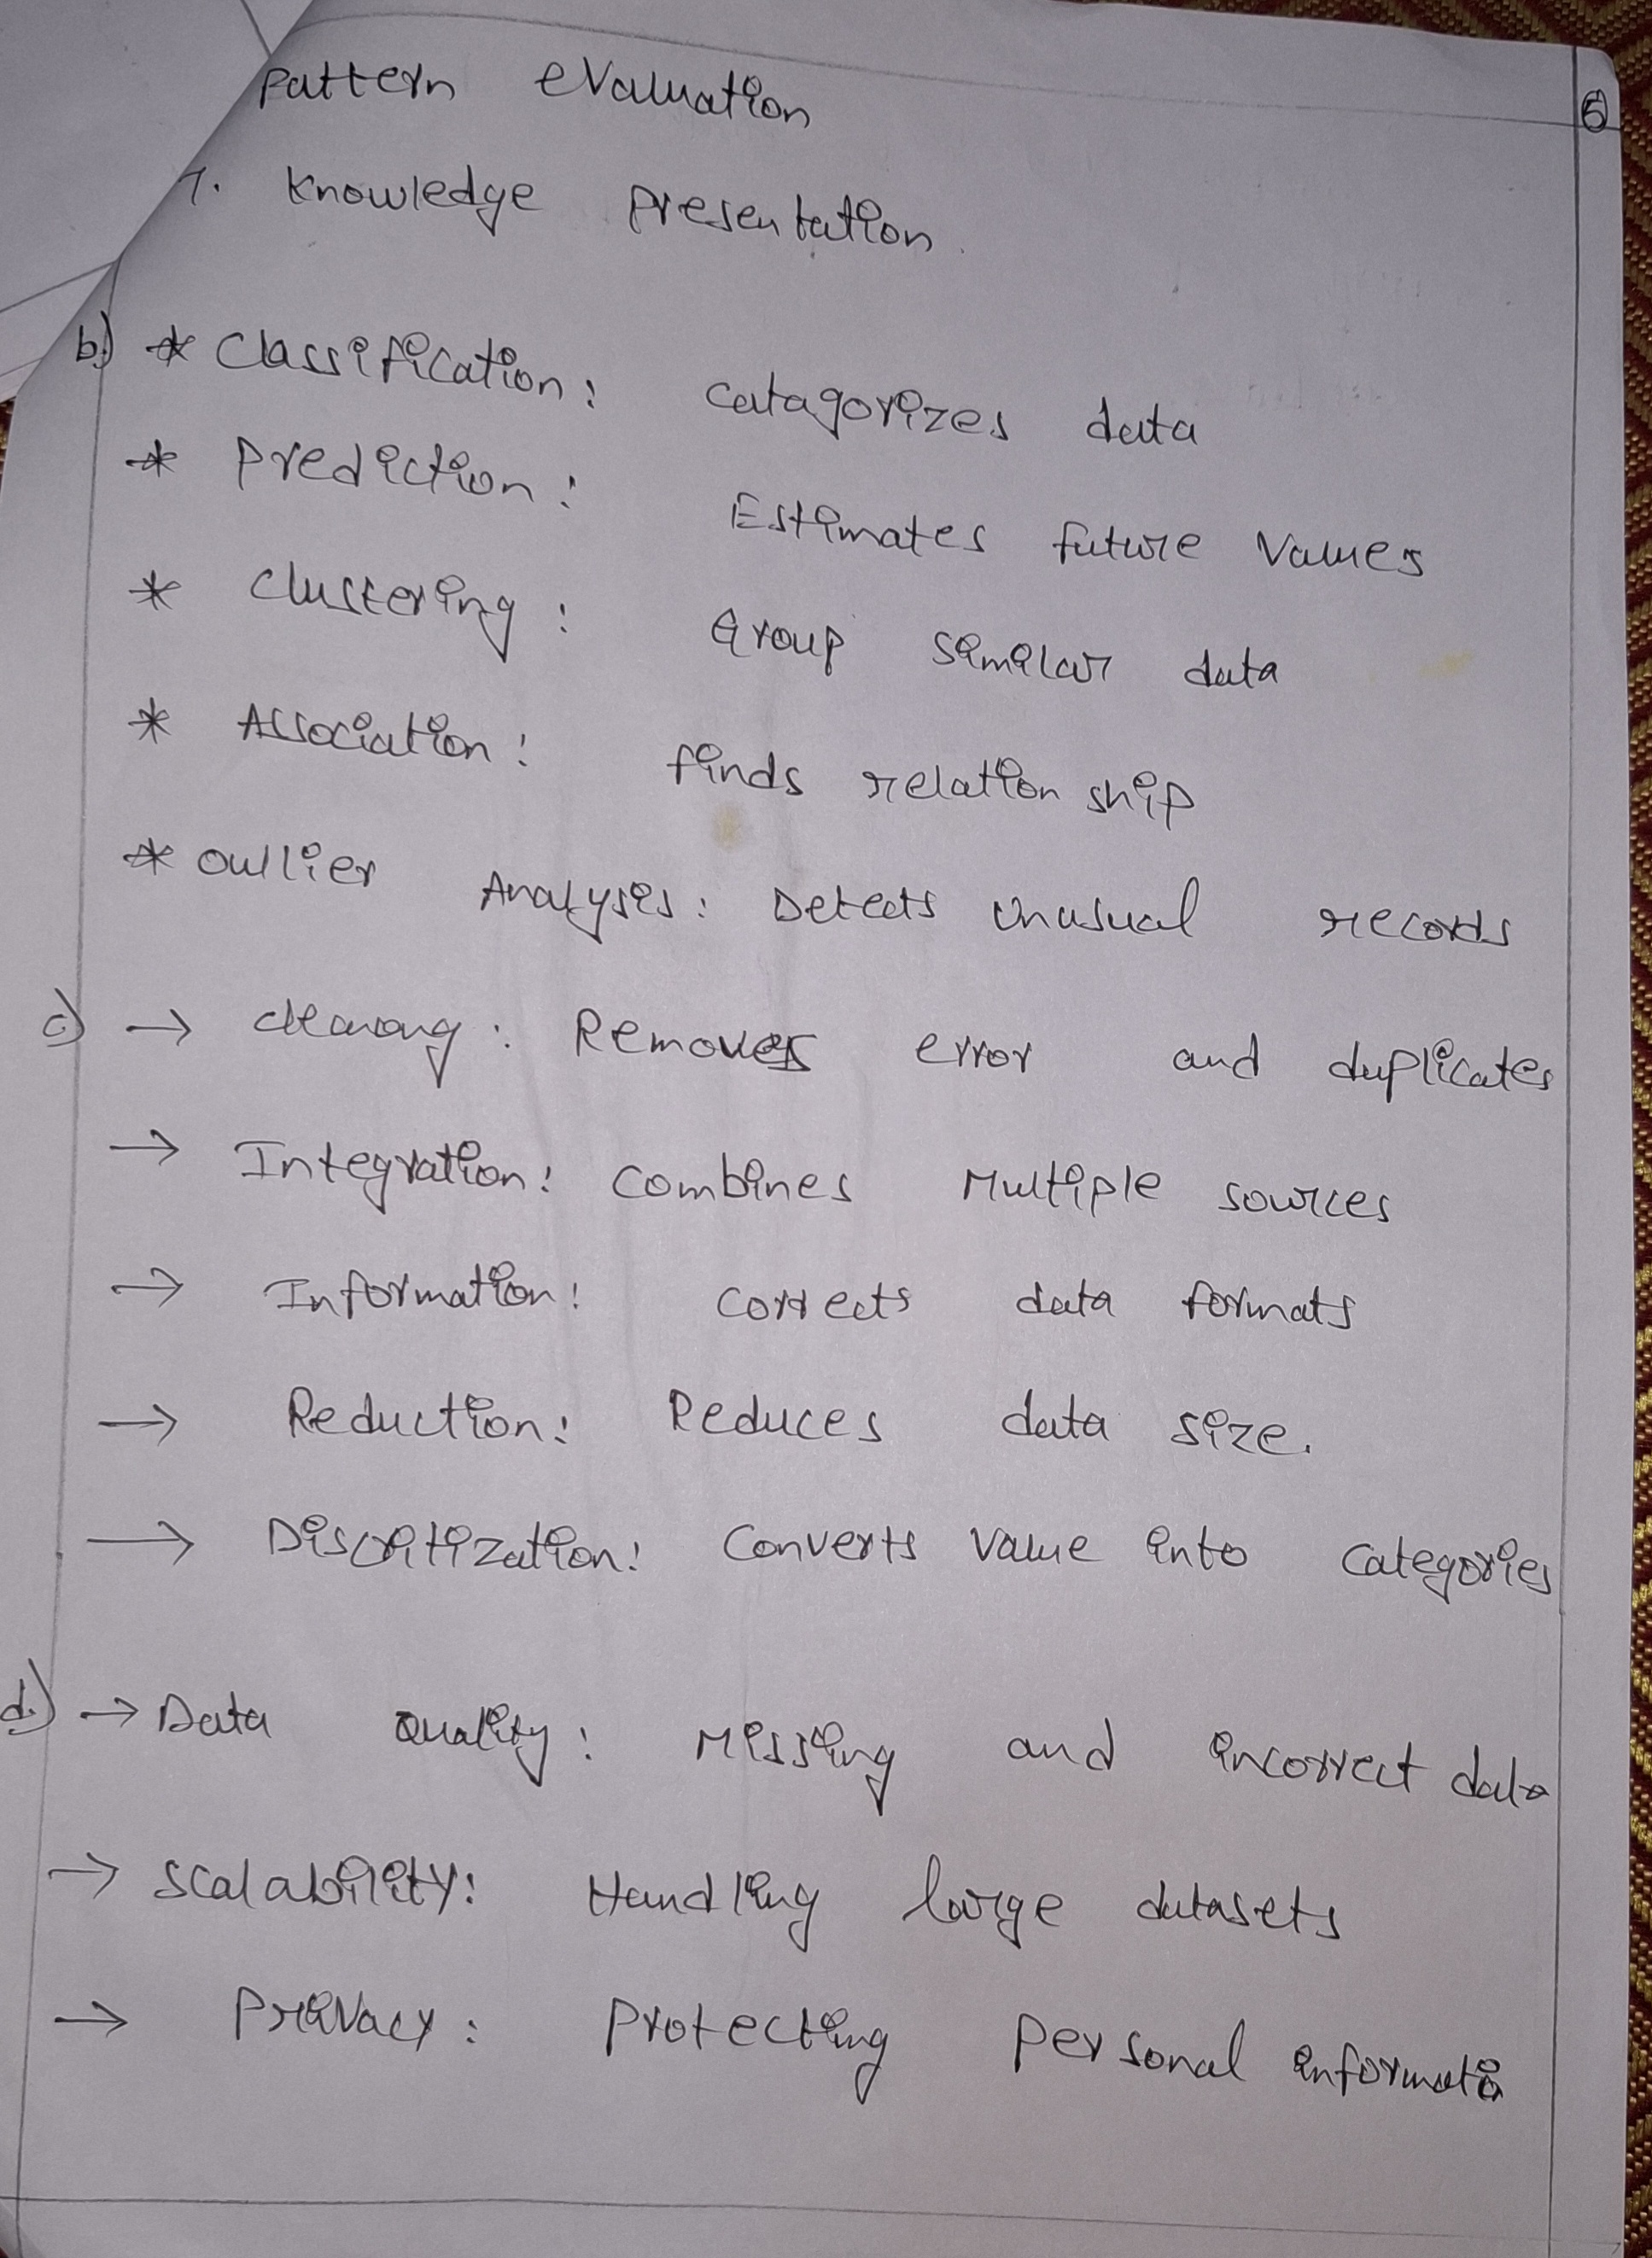 Pattern evaluation
6
7. Knowledge presentation.
b) * Classification: catagorizes data
* Prediction: Estimates future values
* Clustering: Group similar data
* Association: finds relation ship
* Outlier Analysis: Detects unusual records
c) → Removes error and duplicates
→ Integration: Combines Multiple sources
→ Information: corrects data formats
→ Reduction: Reduces data size.
→ Discritization: Converts value into categories
d) → Data Quality: Missing and incorrect data
→ Scalability: Handling large datasets
→ Privacy: Protecting personal informatio